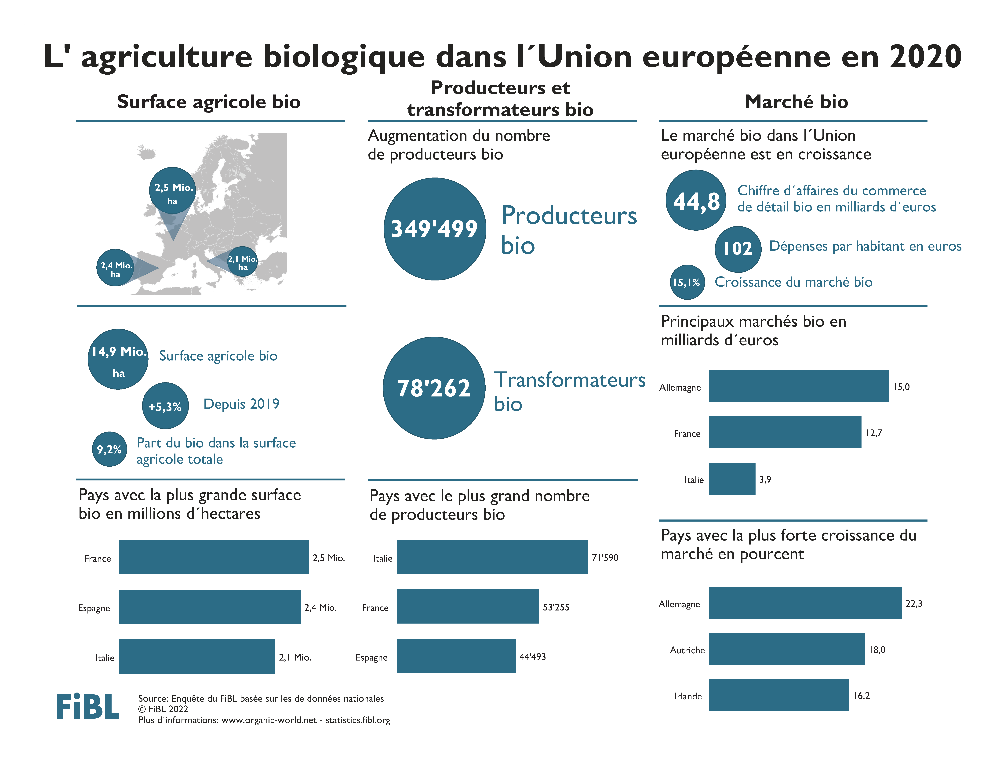 L' agriculture biologique dans l´Union européenne en 2020
Surface agricole bio
2,5 Mio.
ha
2,4 Mio.
ha
2,1 Mio.
ha
14,9 Mio.
ha
Surface agricole bio
+5,3%
Depuis 2019
9,2%
Part du bio dans la surface
agricole totale
Pays avec la plus grande surface
bio en millions d´hectares
France
2,5 Mio.
Espagne
2,4 Mio.
Italie
2,1 Mio.
Producteurs et
transformateurs bio
Augmentation du nombre
de producteurs bio
349'499
Producteurs
bio
78'262
Transformateurs
bio
Pays avec le plus grand nombre
de producteurs bio
Italie
71'590
France
53'255
Espagne
44'493
Marché bio
Le marché bio dans l´Union
européenne est en croissance
44,8
Chiffre d´affaires du commerce
de détail bio en milliards d´euros
102
Dépenses par habitant en euros
15,1%
Croissance du marché bio
Principaux marchés bio en
milliards d´euros
Allemagne
15,0
France
12,7
Italie
3,9
Pays avec la plus forte croissance du
marché en pourcent
Allemagne
22,3
Autriche
18,0
Irlande
16,2
FiBL
Source: Enquête du FiBL basée sur les de données nationales
© FiBL 2022
Plus d´informations: www.organic-world.net - statistics.fibl.org